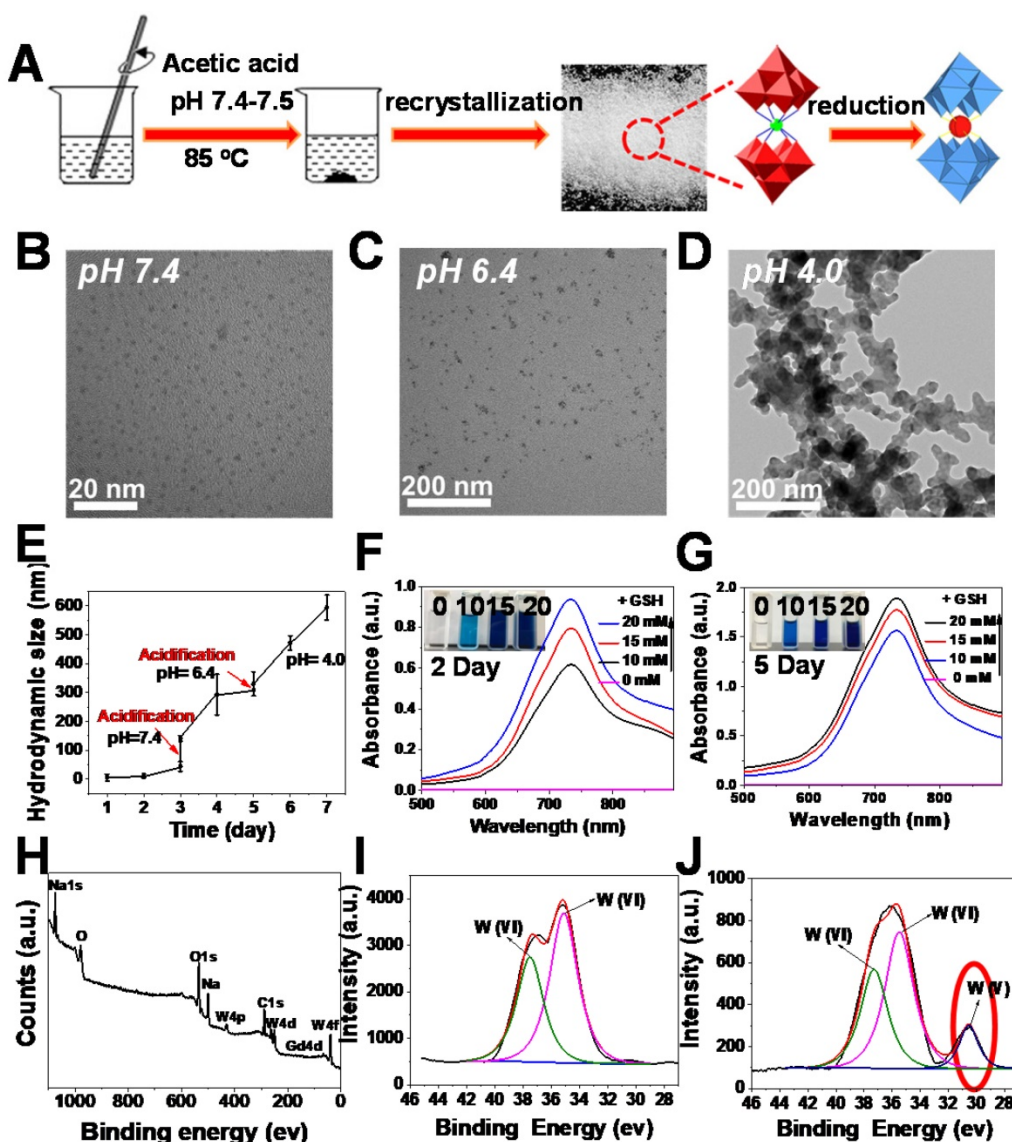 A
Acetic acid
pH 7.4-7.5
85 ºC
recrystallization
reduction
B
pH 7.4
20 nm
C
pH 6.4
200 nm
D
pH 4.0
200 nm
E
Hydrodynamic size (nm)
600
500
400
300
200
100
0
Acidification
pH=7.4
Acidification
pH= 6.4
pH= 4.0
1 2 3 4 5 6 7
Time (day)
F
Absorbance (a.u.)
1.0
0.8
0.6
0.4
0.2
0.0
0 10 15 20
2 Day
+ GSH
20 mM
15 mM
10 mM
0 mM
500 600 700 800
Wavelength (nm)
G
Absorbance (a.u.)
2.0
1.5
1.0
0.5
0.0
0 10 15 20
5 Day
+ GSH
20 mM
15 mM
10 mM
0 mM
500 600 700 800
Wavelength (nm)
H
Counts (a.u.)
Na1s
O
O1s
Na
W4p
C1s
W4d
Gd4d
W4f
1000 800 600 400 200 0
Binding energy (ev)
I
Intensity (a.u.)
4000
3000
2000
1000
0
W (VI)
W (VI)
46 44 42 40 38 36 34 32 30 28
Binding Energy (ev)
J
Intensity (a.u.)
1000
800
600
400
200
0
W (VI)
W (VI)
W (V)
46 44 42 40 38 36 34 32 30 28
Binding Energy (ev)